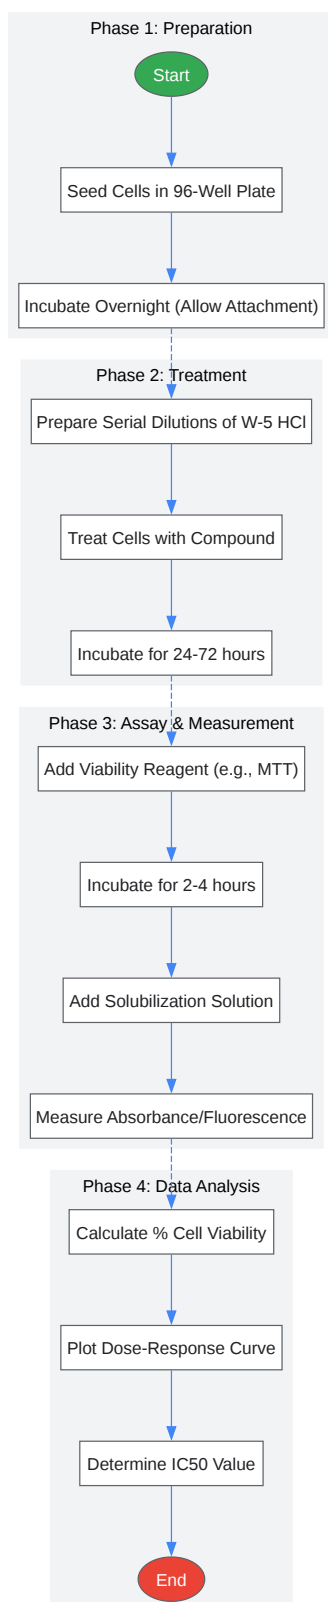 Phase 1: Preparation
Start
Seed Cells in 96-Well Plate
Incubate Overnight (Allow Attachment)
Phase 2: Treatment
Prepare Serial Dilutions of W-5 HCl
Treat Cells with Compound
Incubate for 24-72 hours
Phase 3: Assay & Measurement
Add Viability Reagent (e.g., MTT)
Incubate for 2-4 hours
Add Solubilization Solution
Measure Absorbance/Fluorescence
Phase 4: Data Analysis
Calculate % Cell Viability
Plot Dose-Response Curve
Determine IC50 Value
End